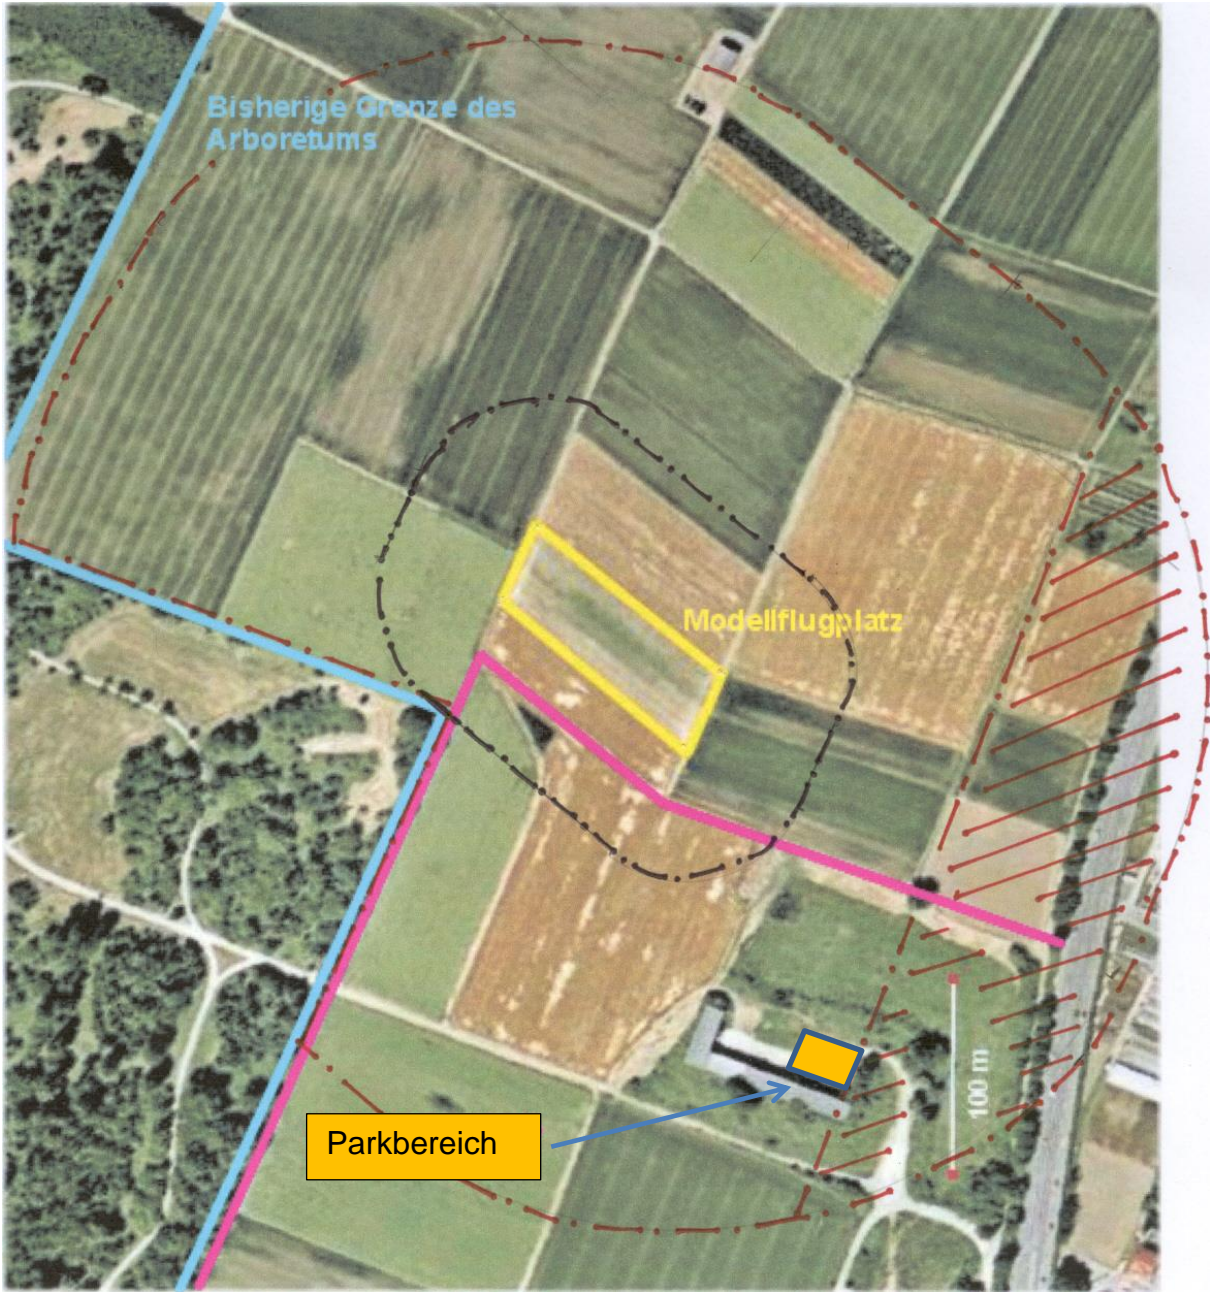 Bisherige Grenze des
Arboretums
Modellflugplatz
100 m
Parkbereich